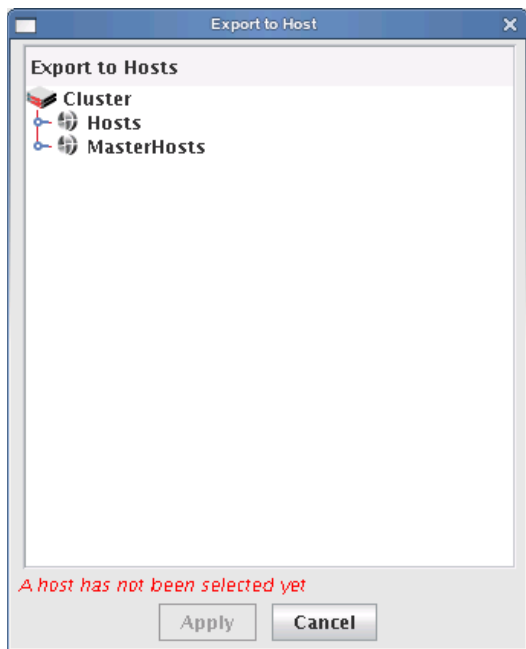 Export to Host
Export to Hosts
Cluster
Hosts
MasterHosts
A host has not been selected yet
Apply Cancel